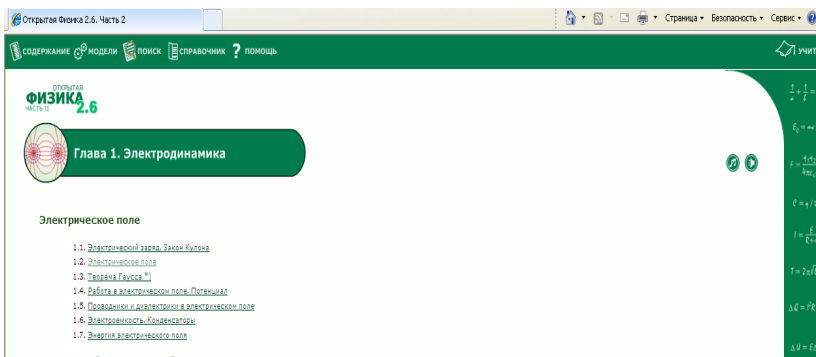 Открытая Физика 2.6. Часть 2
Страница Безопасность Сервис
содержание модели поиск справочник ? помощь
ОТКРЫТАЯ
ФИЗИКА
ЧАСТЬ II 2.6
Глава 1. Электродинамика
Электрическое поле
1.1. Электрический заряд. Закон Кулона
1.2. Электрическое поле
1.3. Теорема Гаусса *)
1.4. Работа в электрическом поле. Потенциал
1.5. Проводники и диэлектрики в электрическом поле
1.6. Электроемкость. Конденсаторы
1.7. Энергия электрического поля